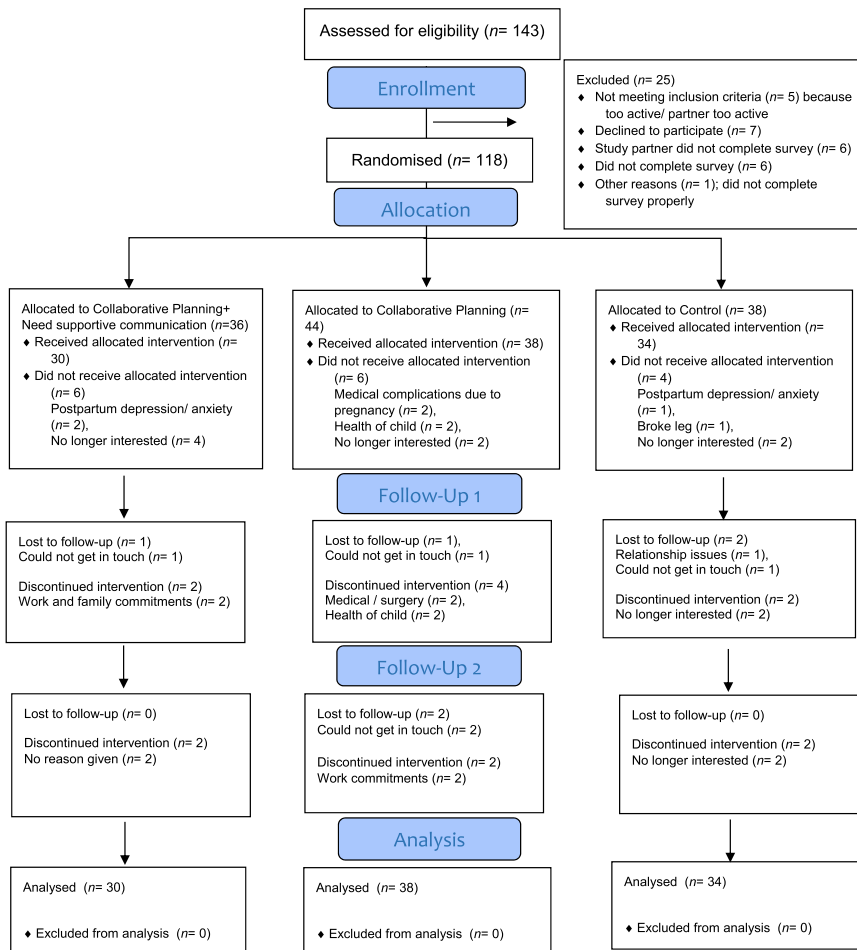 Assessed for eligibility (n= 143)
Enrollment
Excluded (n= 25)
♦ Not meeting inclusion criteria (n= 5) because
too active/ partner too active
♦ Declined to participate (n= 7)
♦ Study partner did not complete survey (n= 6)
♦ Did not complete survey (n= 6)
♦ Other reasons (n= 1); did not complete
survey properly
Randomised (n= 118)
Allocation
Allocated to Collaborative Planning+
Need supportive communication (n=36)
♦ Received allocated intervention (n=
30)
♦ Did not receive allocated intervention
(n= 6)
Postpartum depression/ anxiety
(n= 2),
No longer interested (n= 4)
Allocated to Collaborative Planning (n=
44)
♦ Received allocated intervention (n= 38)
♦ Did not receive allocated intervention
(n= 6)
Medical complications due to
pregnancy (n= 2),
Health of child (n = 2),
No longer interested (n= 2)
Allocated to Control (n= 38)
♦ Received allocated intervention (n=
34)
♦ Did not receive allocated intervention
(n= 4)
Postpartum depression/ anxiety
(n= 1),
Broke leg (n= 1),
No longer interested (n= 2)
Follow-Up 1
Lost to follow-up (n= 1)
Could not get in touch (n= 1)
Discontinued intervention (n= 2)
Work and family commitments (n= 2)
Lost to follow-up (n= 1),
Could not get in touch (n= 1)
Discontinued intervention (n= 4)
Medical / surgery (n= 2),
Health of child (n= 2)
Lost to follow-up (n= 2)
Relationship issues (n= 1),
Could not get in touch (n= 1)
Discontinued intervention (n= 2)
No longer interested (n= 2)
Follow-Up 2
Lost to follow-up (n= 0)
Discontinued intervention (n= 2)
No reason given (n= 2)
Lost to follow-up (n= 2)
Could not get in touch (n= 2)
Discontinued intervention (n= 2)
Work commitments (n= 2)
Lost to follow-up (n= 0)
Discontinued intervention (n= 2)
No longer interested (n= 2)
Analysis
Analysed (n= 30)
♦ Excluded from analysis (n= 0)
Analysed (n= 38)
♦ Excluded from analysis (n= 0)
Analysed (n= 34)
♦ Excluded from analysis (n= 0)